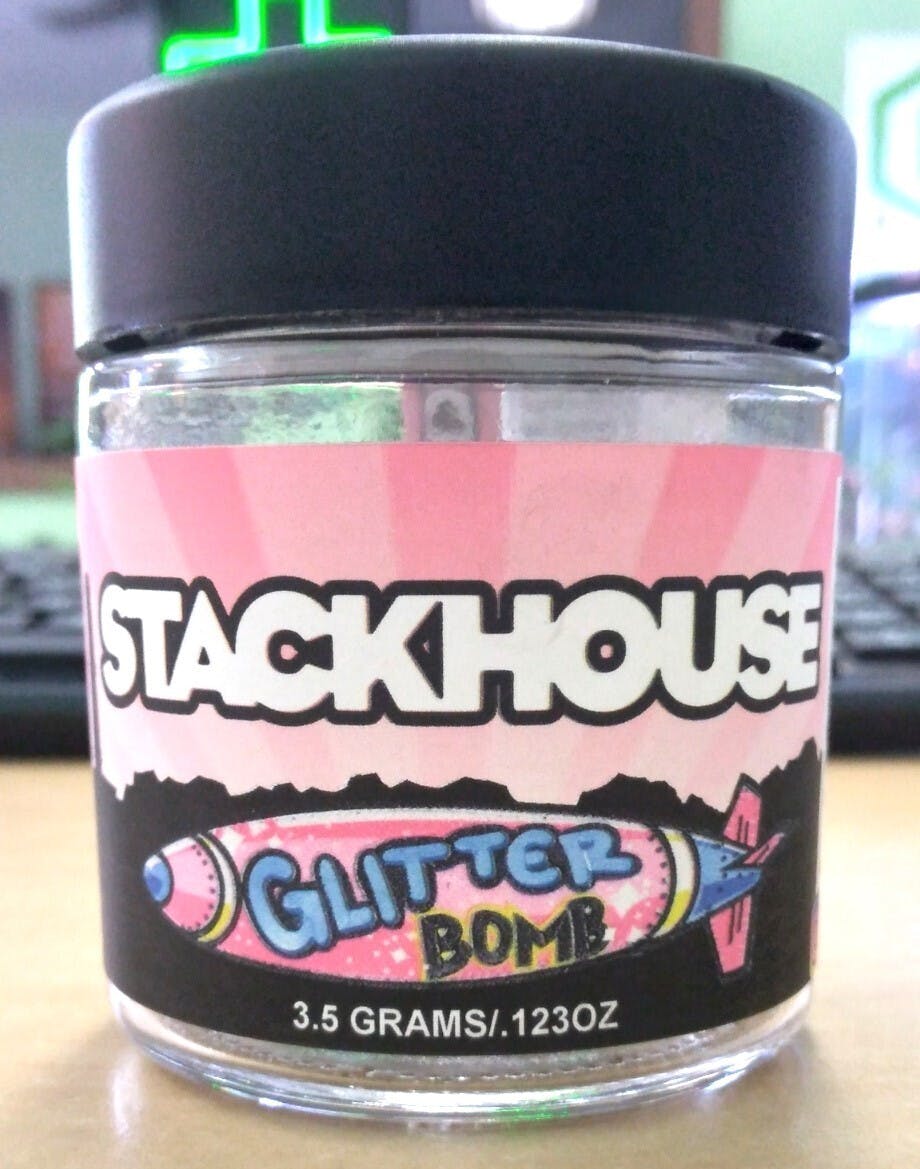 STACKHOUSE
GLITTER
BOMB
3.5 GRAMS/.123OZ